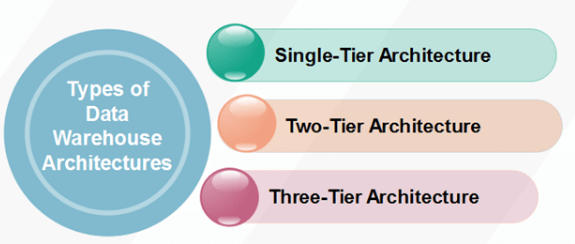 Types of
Data
Warehouse
Architectures
Single-Tier Architecture
Two-Tier Architecture
Three-Tier Architecture